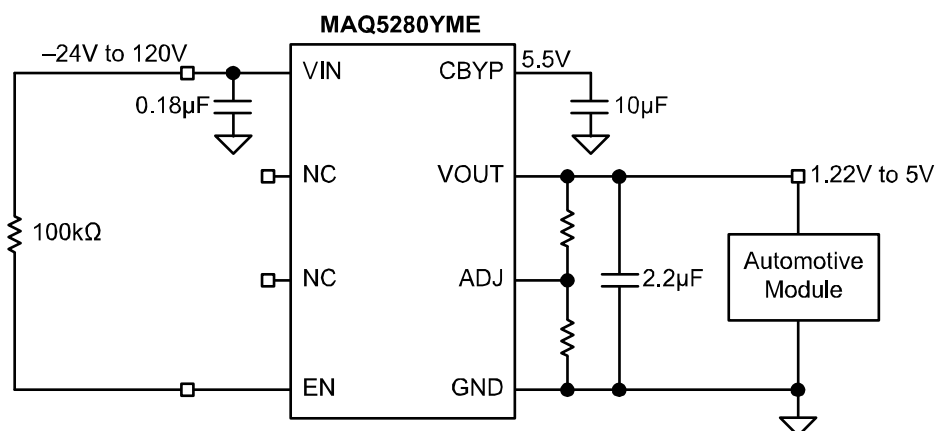 MAQ5280YME
–24V to 120V
VIN
CBYP
5.5V
0.18µF
10µF
NC
VOUT
1.22V to 5V
100kΩ
NC
ADJ
2.2µF
Automotive
Module
EN
GND